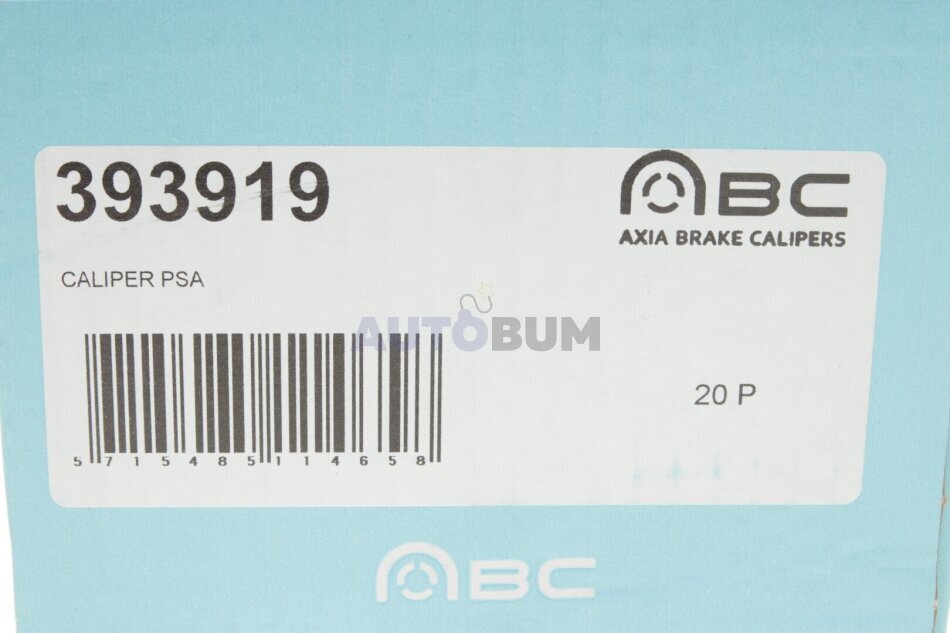 393919
ABC
AXIA BRAKE CALIPERS
CALIPER PSA
AUTOBUM
20 P
5 715485 114658
ABC